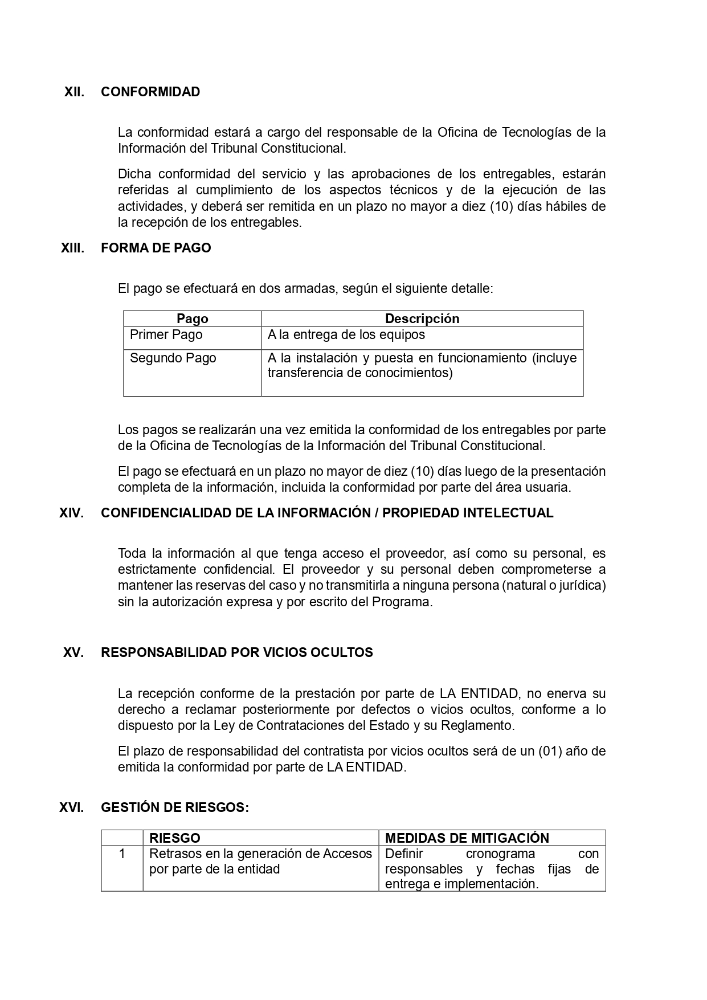 XII. CONFORMIDAD
La conformidad estará a cargo del responsable de la Oficina de Tecnologías de la
Información del Tribunal Constitucional.
Dicha conformidad del servicio y las aprobaciones de los entregables, estarán
referidas al cumplimiento de los aspectos técnicos y de la ejecución de las
actividades, y deberá ser remitida en un plazo no mayor a diez (10) días hábiles de
la recepción de los entregables.
XIII. FORMA DE PAGO
El pago se efectuará en dos armadas, según el siguiente detalle:
Pago Descripción
Primer Pago A la entrega de los equipos
Segundo Pago A la instalación y puesta en funcionamiento (incluye
transferencia de conocimientos)
Los pagos se realizarán una vez emitida la conformidad de los entregables por parte
de la Oficina de Tecnologías de la Información del Tribunal Constitucional.
El pago se efectuará en un plazo no mayor de diez (10) días luego de la presentación
completa de la información, incluida la conformidad por parte del área usuaria.
XIV. CONFIDENCIALIDAD DE LA INFORMACIÓN / PROPIEDAD INTELECTUAL
Toda la información al que tenga acceso el proveedor, así como su personal, es
estrictamente confidencial. El proveedor y su personal deben comprometerse a
mantener las reservas del caso y no transmitirla a ninguna persona (natural o jurídica)
sin la autorización expresa y por escrito del Programa.
XV. RESPONSABILIDAD POR VICIOS OCULTOS
La recepción conforme de la prestación por parte de LA ENTIDAD, no enerva su
derecho a reclamar posteriormente por defectos o vicios ocultos, conforme a lo
dispuesto por la Ley de Contrataciones del Estado y su Reglamento.
El plazo de responsabilidad del contratista por vicios ocultos será de un (01) año de
emitida la conformidad por parte de LA ENTIDAD.
XVI. GESTIÓN DE RIESGOS:
RIESGO MEDIDAS DE MITIGACIÓN
1 Retrasos en la generación de Accesos Definir cronograma con
por parte de la entidad responsables y fechas fijas de
entrega e implementación.